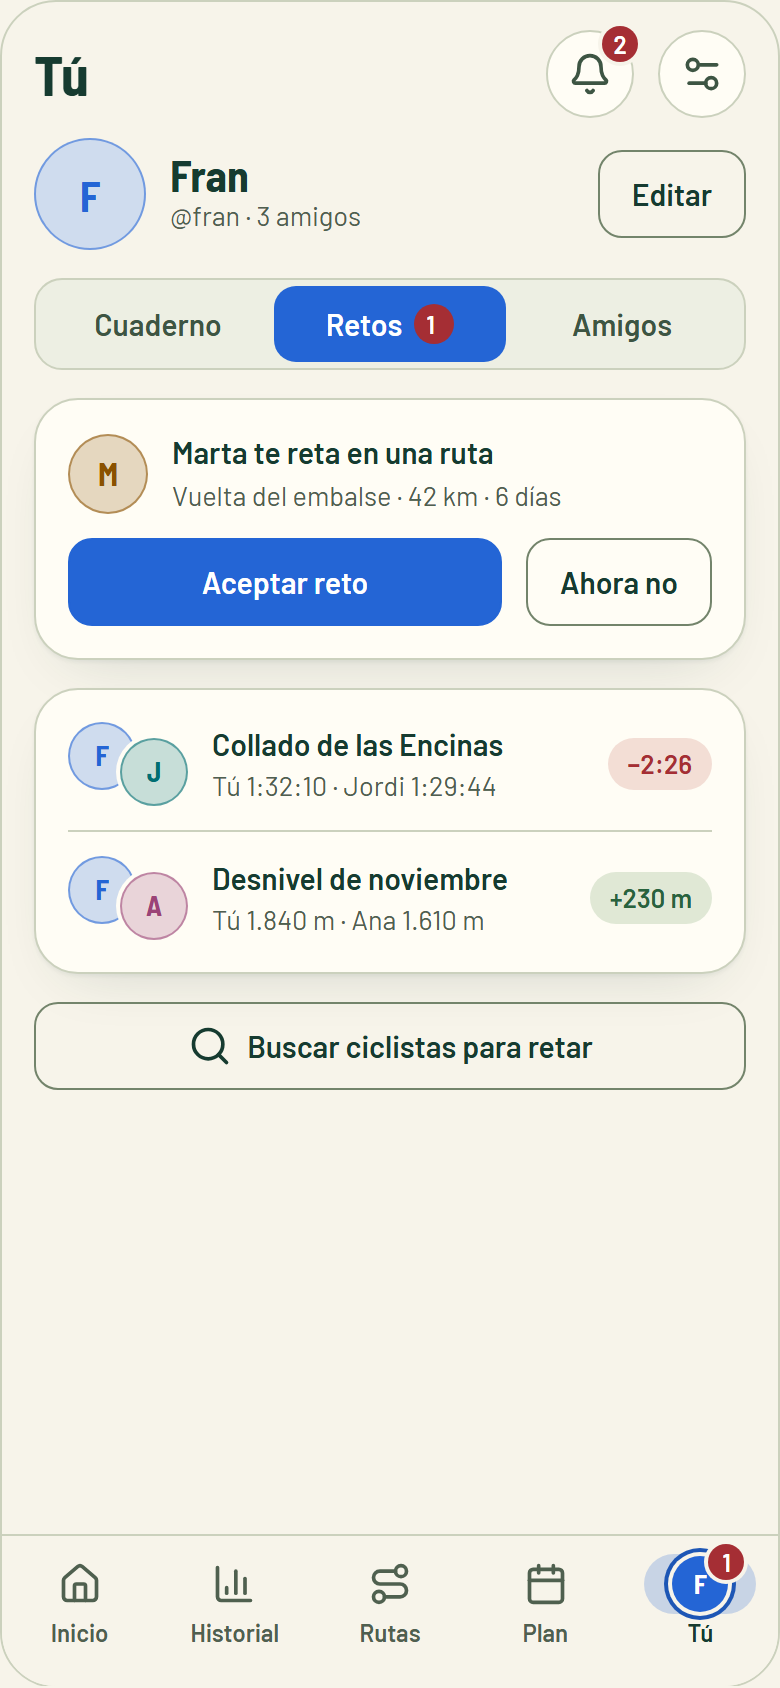 Tú
2
F
Fran
@fran · 3 amigos
Editar
Cuaderno
Retos 1
Amigos
M
Marta te reta en una ruta
Vuelta del embalse · 42 km · 6 días
Aceptar reto
Ahora no
F
J
Collado de las Encinas
Tú 1:32:10 · Jordi 1:29:44
−2:26
F
A
Desnivel de noviembre
Tú 1.840 m · Ana 1.610 m
+230 m
Buscar ciclistas para retar
Inicio
Historial
Rutas
Plan
F
1
Tú